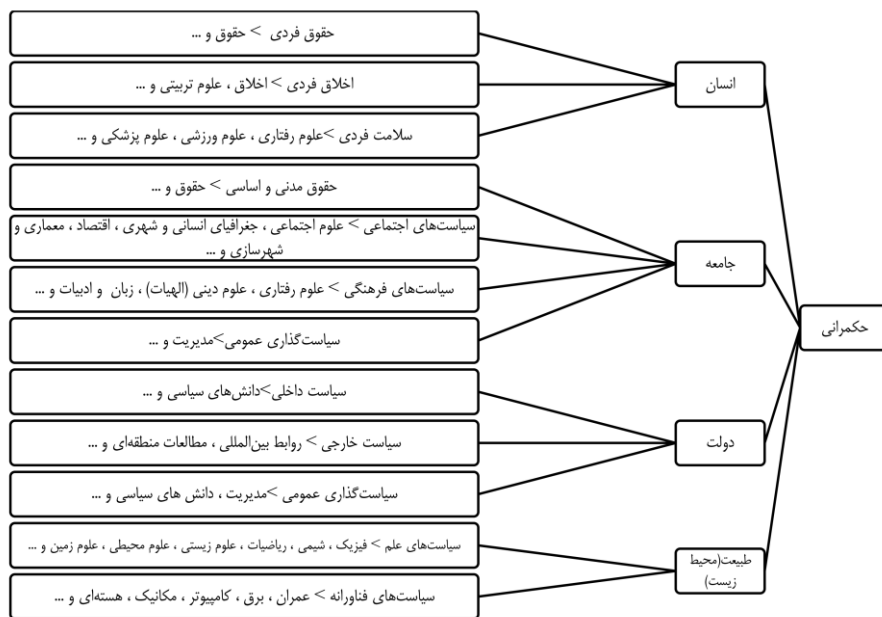 حکمرانی
انسان
حقوق فردی > حقوق و ...
اخلاق فردی > اخلاق ، علوم تربیتی و ...
سلامت فردی >علوم رفتاری ، علوم ورزشی ، علوم پزشکی و ...
جامعه
حقوق مدنی و اساسی > حقوق و ...
سیاست‌های اجتماعی > علوم اجتماعی ، جغرافیای انسانی و شهری ، اقتصاد ، معماری و
شهرسازی و ...
سیاست‌های فرهنگی > علوم رفتاری ، علوم دینی (الهیات) ، زبان و ادبیات و ...
سیاست‌گذاری عمومی>مدیریت و ...
دولت
سیاست داخلی>دانش‌های سیاسی و ...
سیاست خارجی > روابط بین‌المللی ، مطالعات منطقه‌ای و ...
سیاست‌گذاری عمومی >مدیریت ، دانش های سیاسی و ...
طبیعت(محیط
زیست)
سیاست‌های علم > فیزیک ، شیمی ، ریاضیات ، علوم زیستی ، علوم محیطی ، علوم زمین و ...
سیاست‌های فناورانه > عمران ، برق ، کامپیوتر ، مکانیک ، هسته‌ای و ...